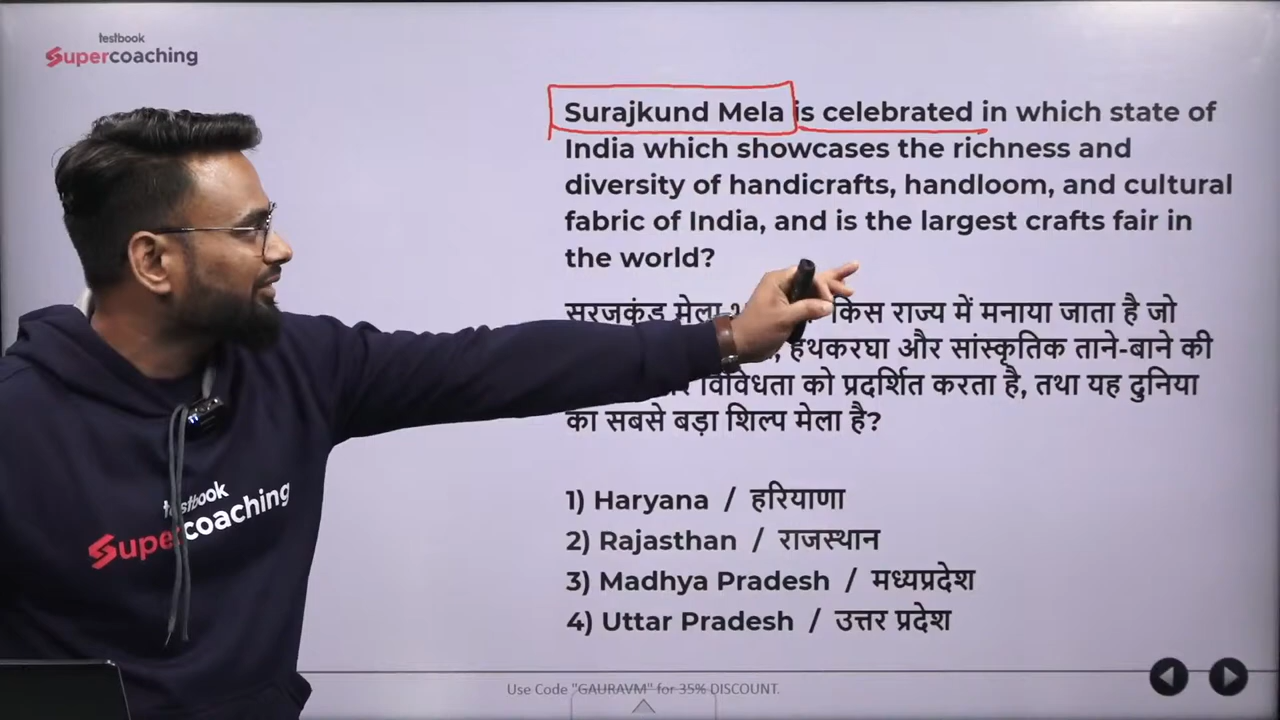 testbook
Supercoaching
Surajkund Mela is celebrated in which state of
India which showcases the richness and
diversity of handicrafts, handloom, and cultural
fabric of India, and is the largest crafts fair in
the world?
सूरजकुंड मेला किस राज्य में मनाया जाता है जो
हथकरघा और सांस्कृतिक ताने-बाने की
विविधता को प्रदर्शित करता है, तथा यह दुनिया
का सबसे बड़ा शिल्प मेला है?
1) Haryana / हरियाणा
2) Rajasthan / राजस्थान
3) Madhya Pradesh / मध्यप्रदेश
4) Uttar Pradesh / उत्तर प्रदेश
testbook
Supercoaching
Use Code "GAURAVM" for 35% DISCOUNT.